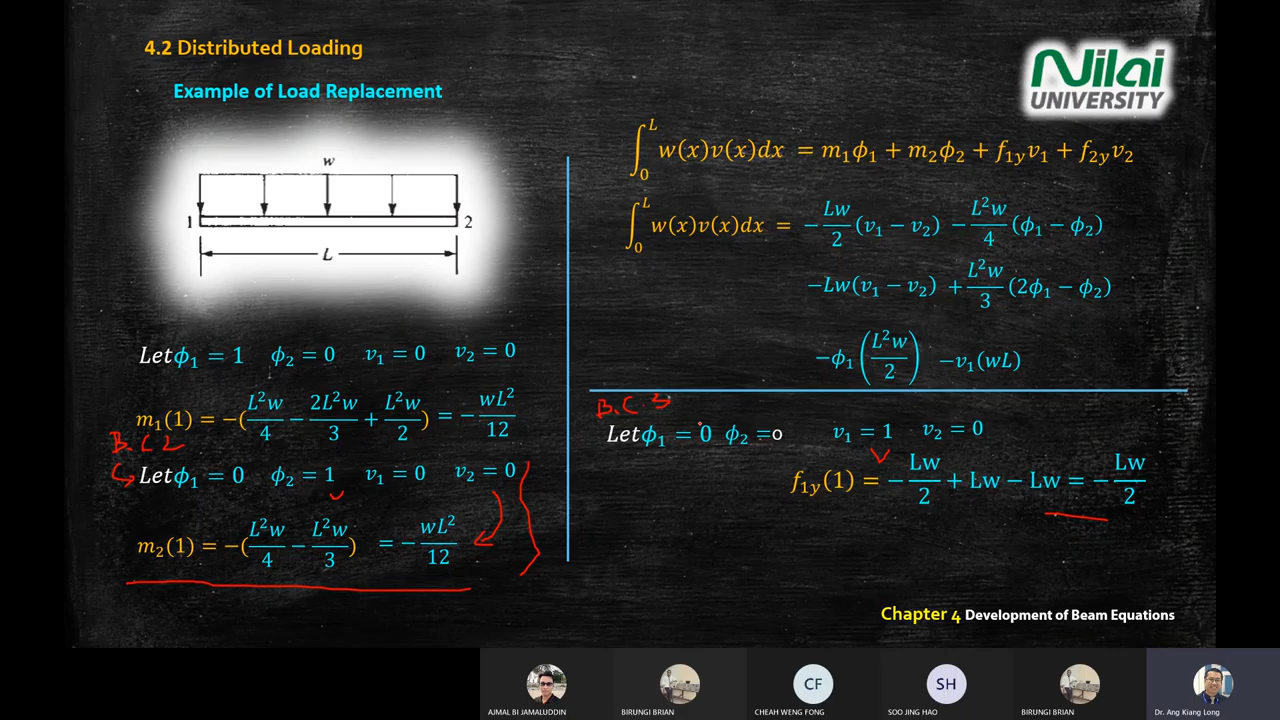 4.2 Distributed Loading
Example of Load Replacement
Nilai
UNIVERSITY
w
1
2
L
∫₀ᴸ w(x)v(x)dx = m₁ϕ₁ + m₂ϕ₂ + f₁yv₁ + f₂yv₂
∫₀ᴸ w(x)v(x)dx = −Lw/2(v₁ − v₂) −L²w/4(ϕ₁ − ϕ₂)
−Lw(v₁ − v₂) +L²w/3(2ϕ₁ − ϕ₂)
−ϕ₁(L²w/2) −v₁(wL)
Let ϕ₁ = 1 ϕ₂ = 0 v₁ = 0 v₂ = 0
m₁(1) = −(L²w/4 − 2L²w/3 + L²w/2) = −wL²/12
B.C 2
Let ϕ₁ = 0 ϕ₂ = 1 v₁ = 0 v₂ = 0
m₂(1) = −(L²w/4 − L²w/3) = −wL²/12
B.C 3
Let ϕ₁ = 0 ϕ₂ =0 v₁ = 1 v₂ = 0
f₁y(1) = −Lw/2 + Lw − Lw = −Lw/2
Chapter 4 Development of Beam Equations
CF
SH
AJMAL BI JAMALUDDIN
BIRUNGI BRIAN
CHEAH WENG FONG
SOO JING HAO
BIRUNGI BRIAN
Dr. Ang Kiang Long